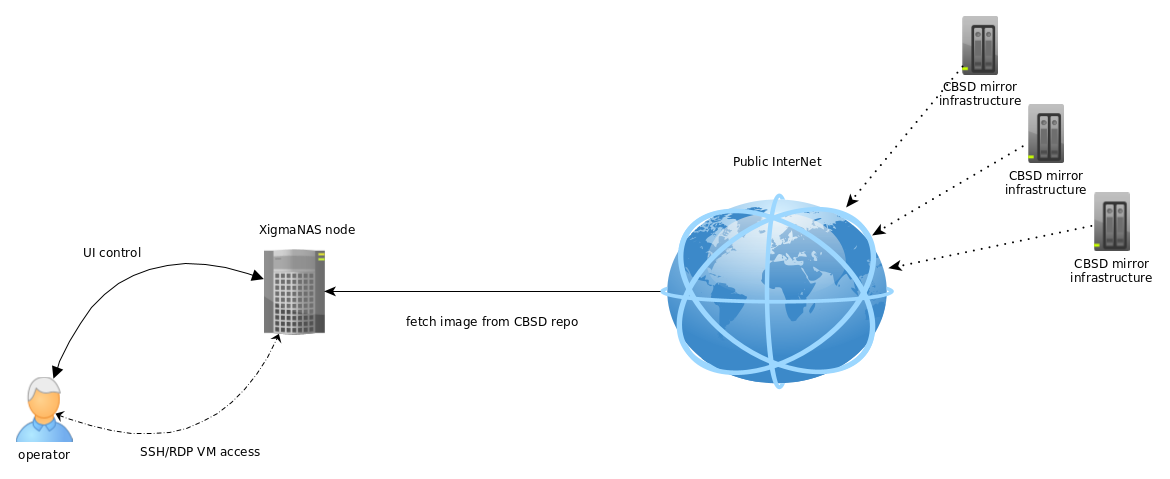 CBSD mirror
infrastructure
Public InterNet
CBSD mirror
infrastructure
XigmaNAS node
UI control
CBSD mirror
infrastructure
fetch image from CBSD repo
SSH/RDP VM access
operator